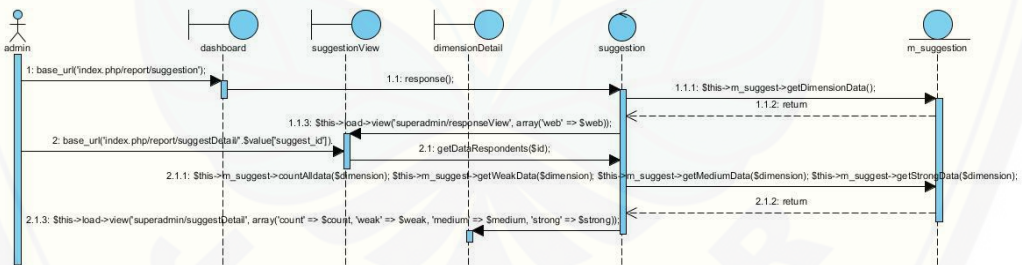 admin
dashboard
suggestionView
dimensionDetail
suggestion
m_suggestion
1: base_url('index.php/report/suggestion');
1.1: response();
1.1.1: $this->m_suggest->getDimensionData();
1.1.2: return
1.1.3: $this->load->view('superadmin/responseView', array('web' => $web));
2: base_url('index.php/report/suggestDetail/'.$value['suggest_id']).
2.1: getDataRespondents($id);
2.1.1: $this->m_suggest->countAlldata($dimension); $this->m_suggest->getWeakData($dimension); $this->m_suggest->getMediumData($dimension); $this->m_suggest->getStrongData($dimension);
2.1.2: return
2.1.3: $this->load->view('superadmin/suggestDetail', array('count' => $count, 'weak' => $weak, 'medium' => $medium, 'strong' => $strong));